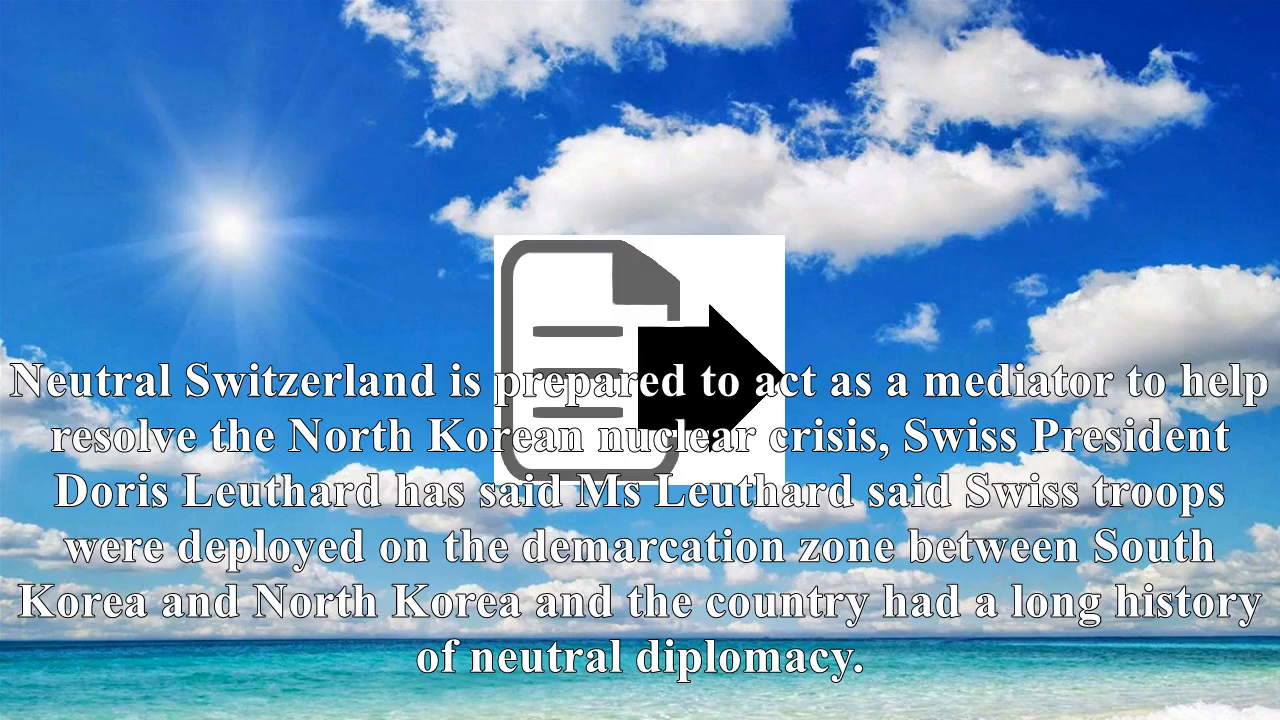 Neutral Switzerland is prepared to act as a mediator to help
resolve the North Korean nuclear crisis, Swiss President
Doris Leuthard has said Ms Leuthard said Swiss troops
were deployed on the demarcation zone between South
Korea and North Korea and the country had a long history
of neutral diplomacy.